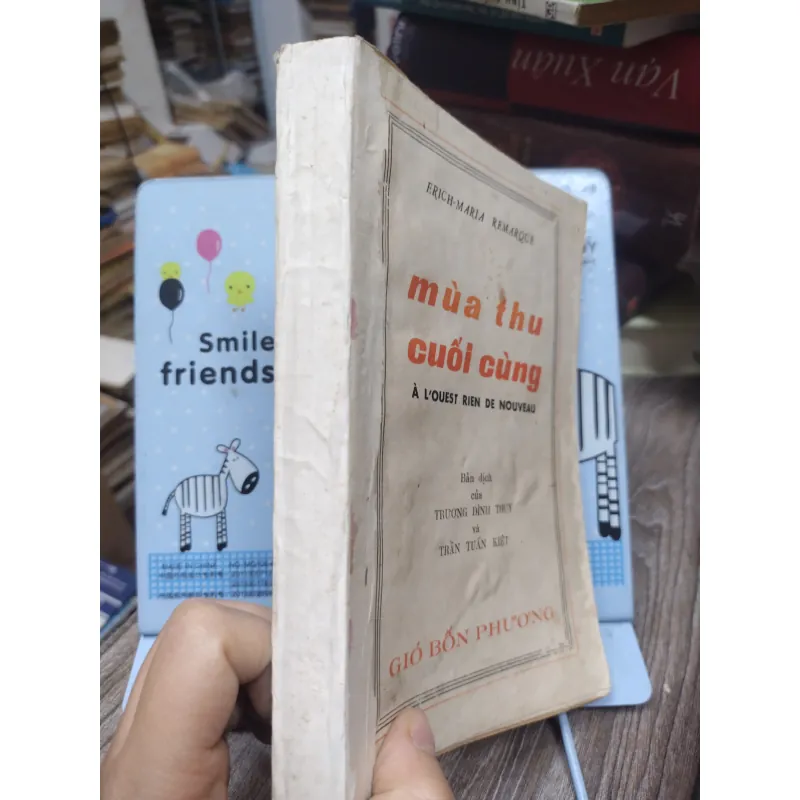 Vạn Xuân
ERICH-MARIA REMARQUE
mùa thu
cuối cùng
À L'OUEST RIEN DE NOUVEAU
Bản dịch
của
TRƯƠNG ĐÌNH THUY
và
TRẦN TUẤN KIỆT
GIÓ BỐN PHƯƠNG
Smile
friends